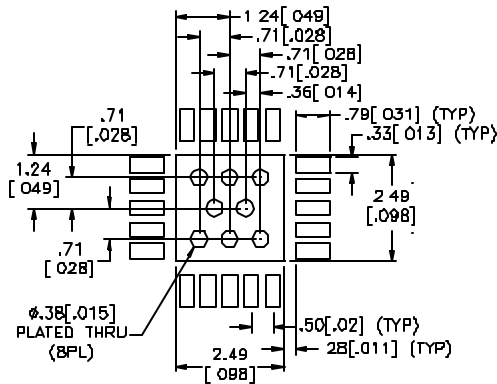 1.24[.049]
.71[.028]
.71[.028]
.71[.028]
.36[.014]
.71
[.028]
.79[.031] (TYP)
.33[.013] (TYP)
1.24
[.049]
2.49
[.098]
.71
[.028]
ø.38[.015]
PLATED THRU
(8PL)
.50[.02] (TYP)
.28[.011] (TYP)
2.49
[.098]